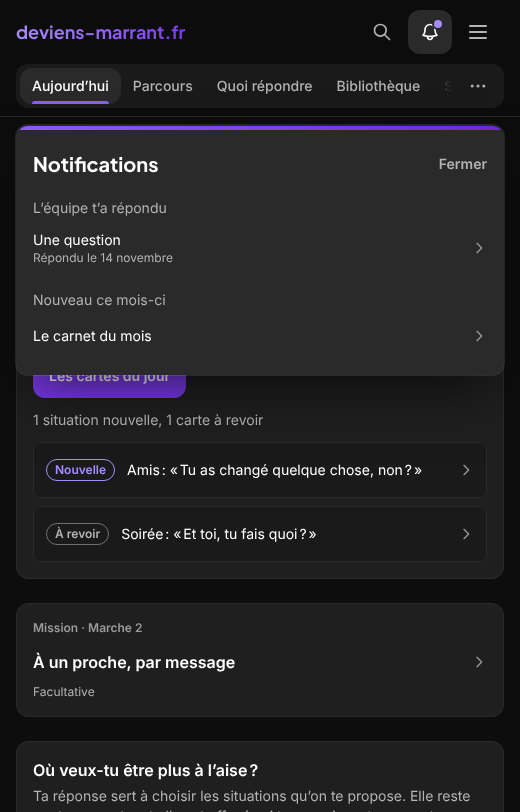 deviens-marrant.fr
Aujourd’hui Parcours Quoi répondre Bibliothèque
Notifications
Fermer
L’équipe t’a répondu
Une question
Répondu le 14 novembre
Nouveau ce mois-ci
Le carnet du mois
Les cartes du jour
1 situation nouvelle, 1 carte à revoir
Nouvelle Amis : « Tu as changé quelque chose, non ? »
À revoir Soirée : « Et toi, tu fais quoi ? »
Mission · Marche 2
À un proche, par message
Facultative
Où veux-tu être plus à l’aise ?
Ta réponse sert à choisir les situations qu’on te propose. Elle reste